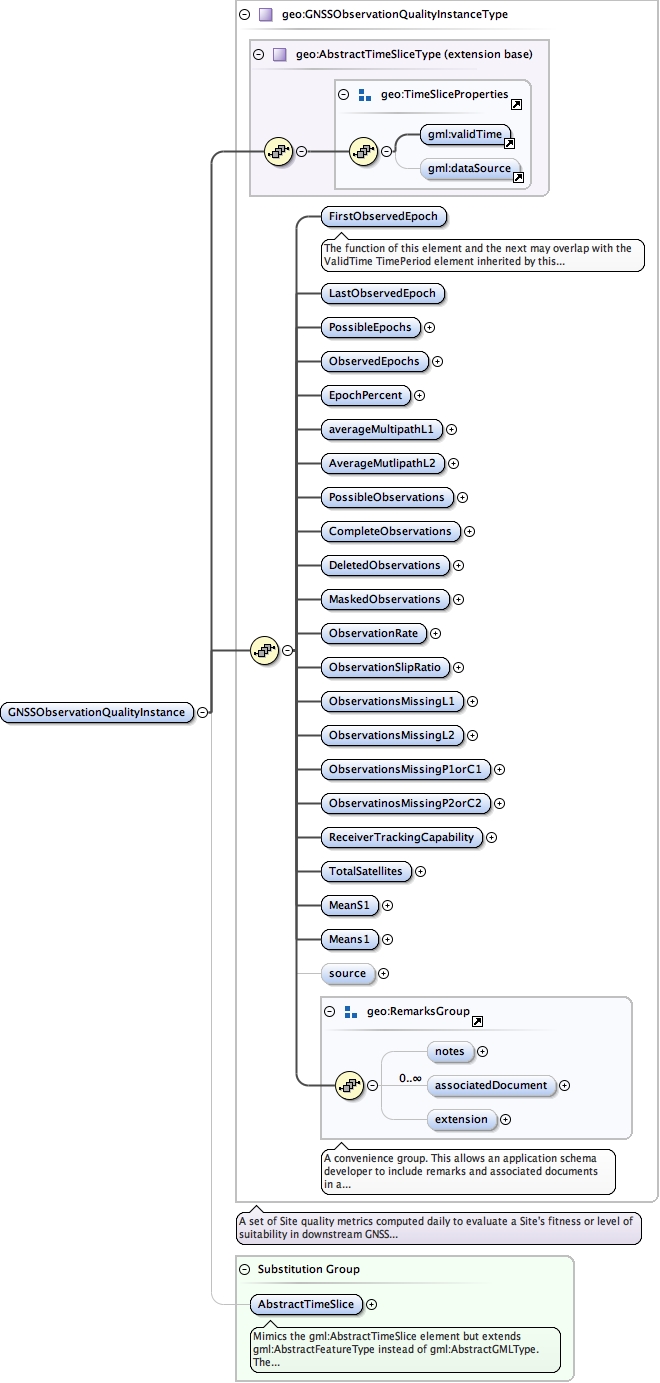 geo:GNSSObservationQualityInstanceType
geo:AbstractTimeSliceType (extension base)
geo:TimeSliceProperties
gml:validTime
gml:dataSource
FirstObservedEpoch
The function of this element and the next may overlap with the
ValidTime TimePeriod element inherited by this...
LastObservedEpoch
PossibleEpochs
ObservedEpochs
EpochPercent
averageMultipathL1
AverageMutlipathL2
PossibleObservations
CompleteObservations
DeletedObservations
MaskedObservations
ObservationRate
ObservationSlipRatio
ObservationsMissingL1
GNSSObservationQualityInstance
ObservationsMissingL2
ObservationsMissingP1orC1
ObservatinosMissingP2orC2
ReceiverTrackingCapability
TotalSatellites
MeanS1
Means1
source
geo:RemarksGroup
notes
0..∞
associatedDocument
extension
A convenience group. This allows an application schema
developer to include remarks and associated documents
in a...
A set of Site quality metrics computed daily to evaluate a Site's fitness or level of
suitability in downstream GNSS...
Substitution Group
AbstractTimeSlice
Mimics the gml:AbstractTimeSlice element but extends
gml:AbstractFeatureType instead of gml:AbstractGMLType.
The...